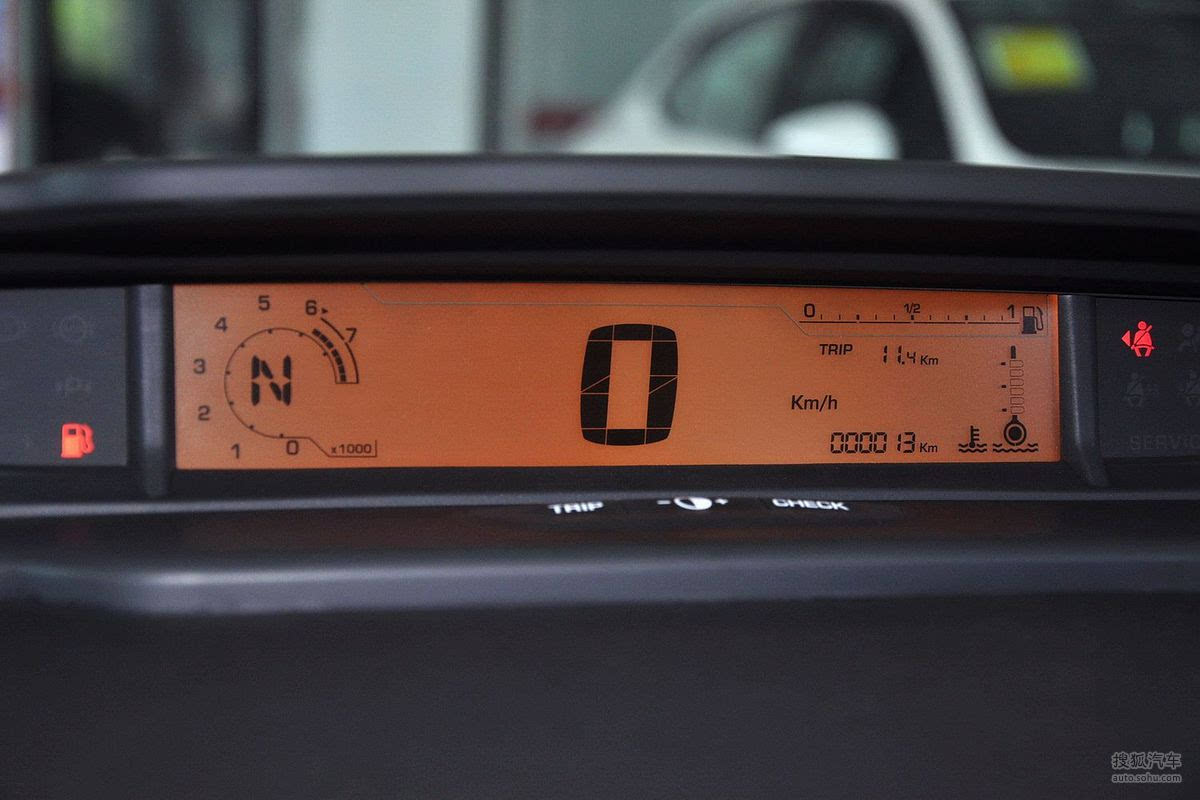 5 6 7
4
3
2
1 0 x1000
N
0
0 1/2 1
TRIP 11.4 Km
Km/h
000013 Km
SERVI
TRIP - + CHECK
搜狐汽车
auto.sohu.com